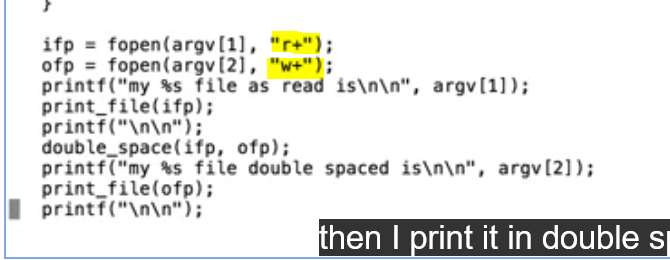 }
ifp = fopen(argv[1], "r+");
ofp = fopen(argv[2], "w+");
printf("my %s file as read is\n\n", argv[1]);
print_file(ifp);
printf("\n\n");
double_space(ifp, ofp);
printf("my %s file double spaced is\n\n", argv[2]);
print_file(ofp);
printf("\n\n");
then I print it in double s